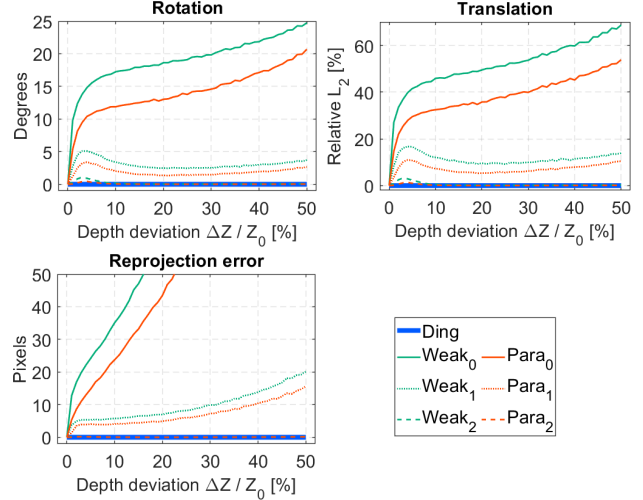 Rotation
25
20
15
10
5
0
Degrees
0 10 20 30 40 50
Depth deviation ΔZ / Z₀ [%]
Translation
60
40
20
0
Relative L₂ [%]
0 10 20 30 40 50
Depth deviation ΔZ / Z₀ [%]
Reprojection error
50
40
30
20
10
0
Pixels
0 10 20 30 40 50
Depth deviation ΔZ / Z₀ [%]
Ding
Weak₀ Para₀
Weak₁ Para₁
Weak₂ Para₂